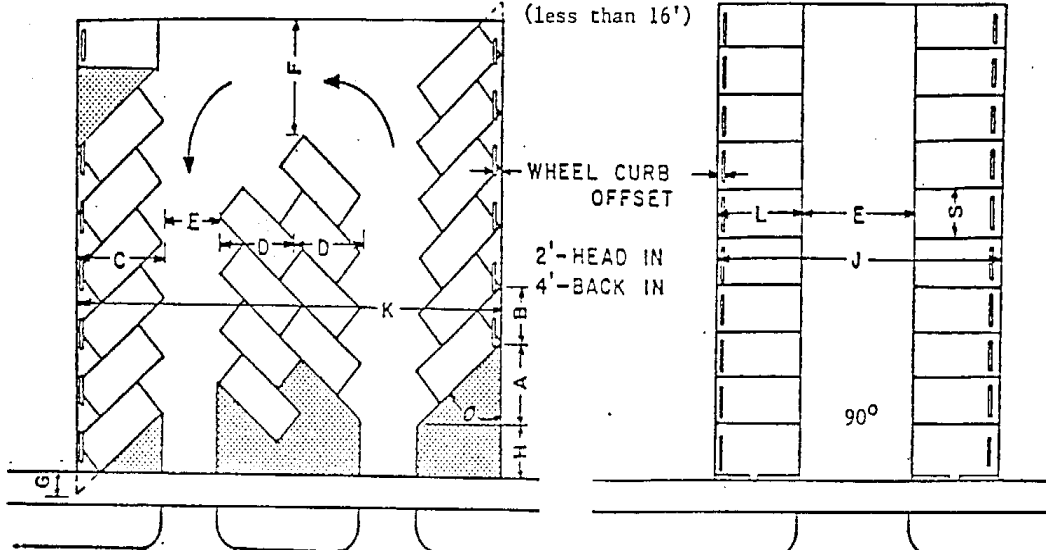 (less than 16')
F
WHEEL CURB
OFFSET
E
L
E
S
D
D
C
2'-HEAD IN
J
4'-BACK IN
K
B
A
O
90°
H
G